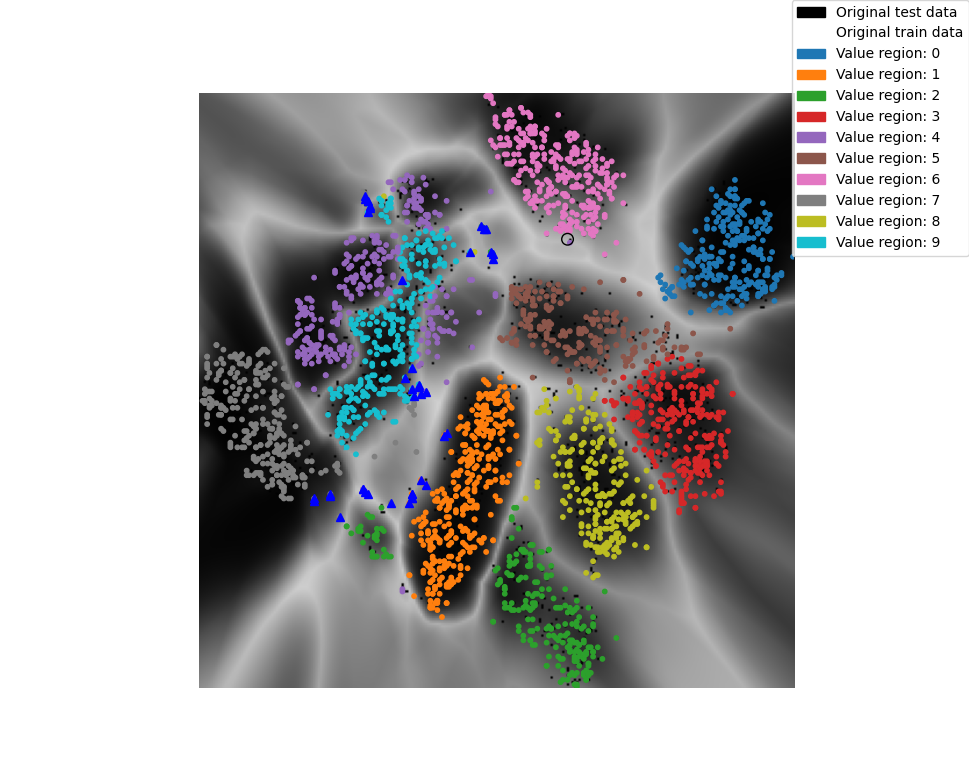 Original test data
Original train data
Value region: 0
Value region: 1
Value region: 2
Value region: 3
Value region: 4
Value region: 5
Value region: 6
Value region: 7
Value region: 8
Value region: 9